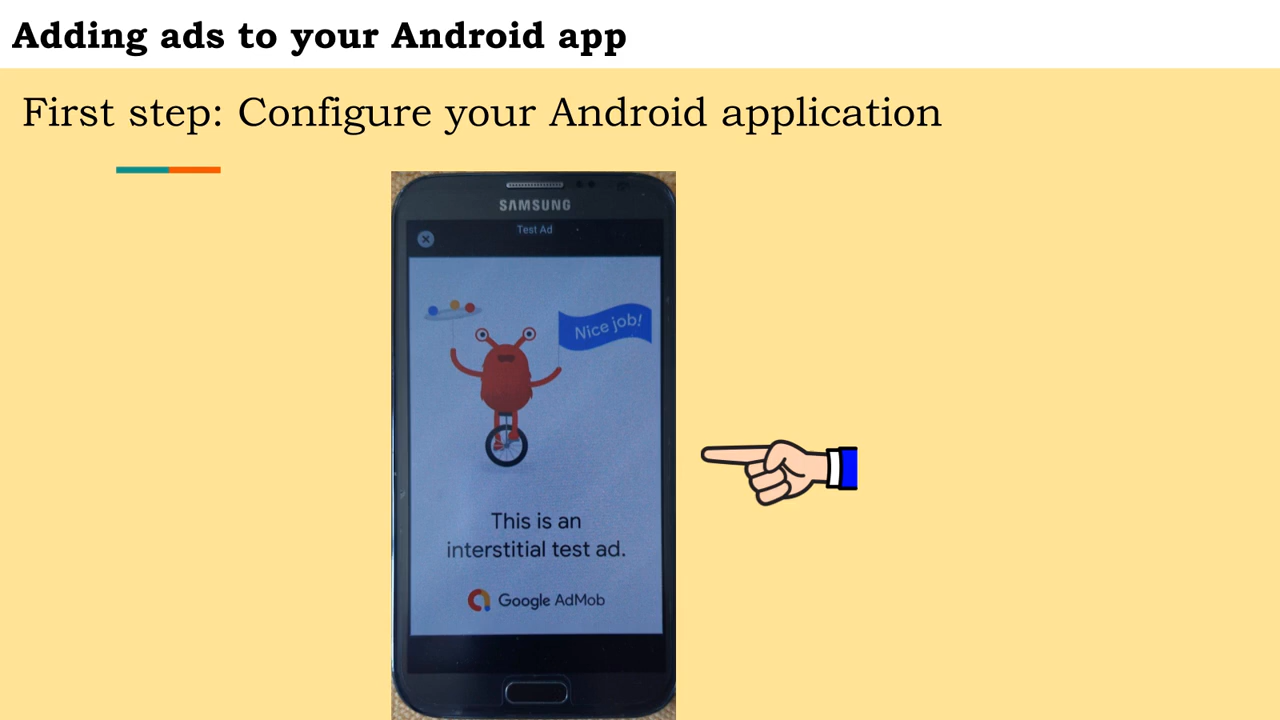 Adding ads to your Android app
First step: Configure your Android application
SAMSUNG
Test Ad
Nice job!
This is an
interstitial test ad.
Google AdMob